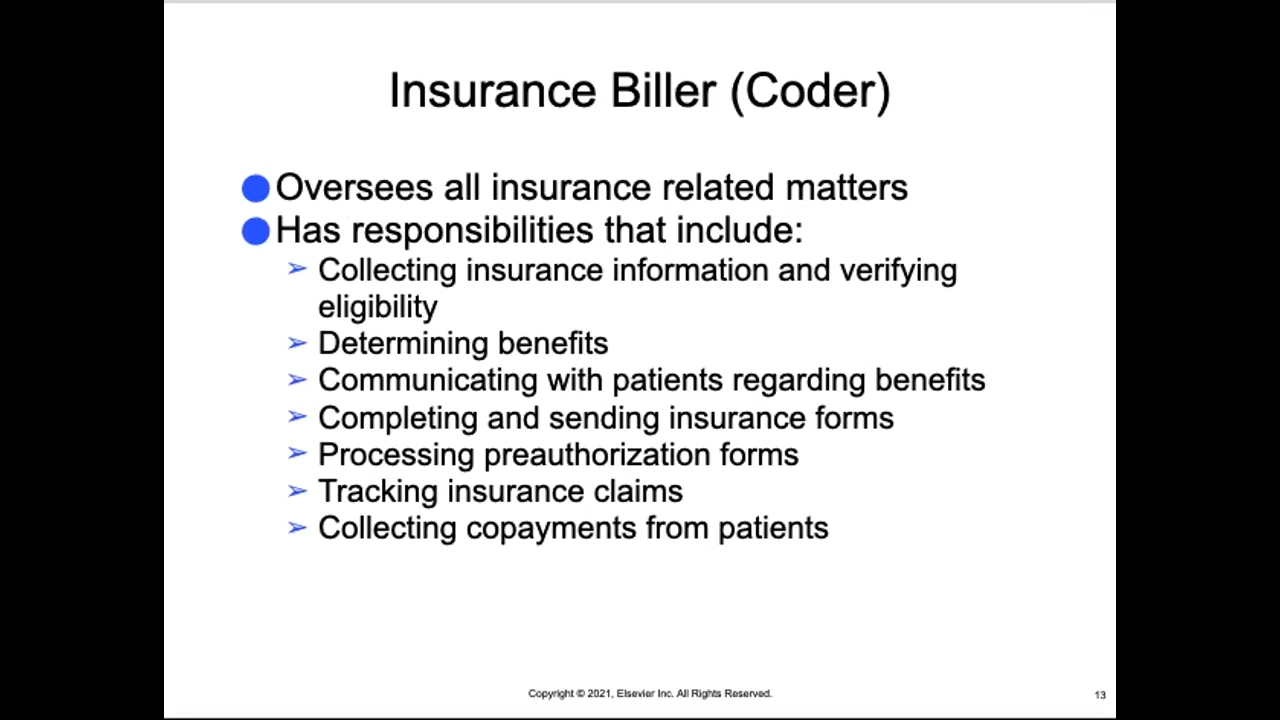 Insurance Biller (Coder)
● Oversees all insurance related matters
● Has responsibilities that include:
➢ Collecting insurance information and verifying
eligibility
➢ Determining benefits
➢ Communicating with patients regarding benefits
➢ Completing and sending insurance forms
➢ Processing preauthorization forms
➢ Tracking insurance claims
➢ Collecting copayments from patients
Copyright © 2021, Elsevier Inc. All Rights Reserved.
13